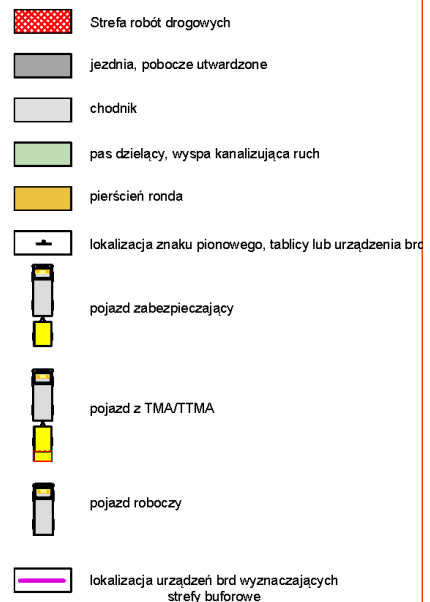 Strefa robót drogowych
jezdnia, pobocze utwardzone
chodnik
pas dzielący, wyspa kanalizująca ruch
pierścień ronda
lokalizacja znaku pionowego, tablicy lub urządzenia brd
pojazd zabezpieczający
pojazd z TMA/TTMA
pojazd roboczy
lokalizacja urządzeń brd wyznaczających
strefy buforowe